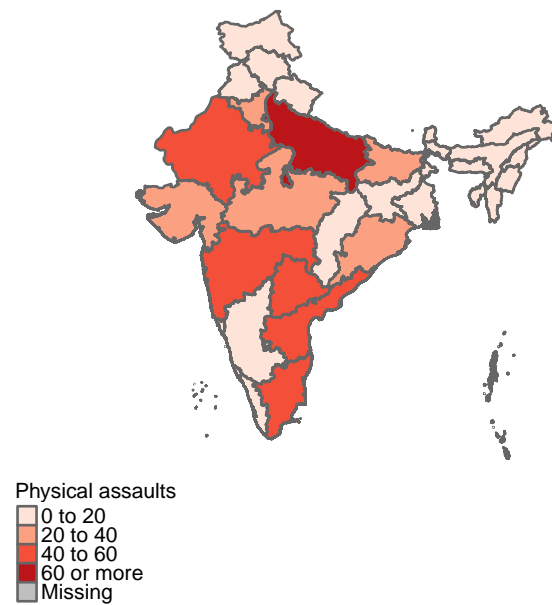 Physical assaults
0 to 20
20 to 40
40 to 60
60 or more
Missing